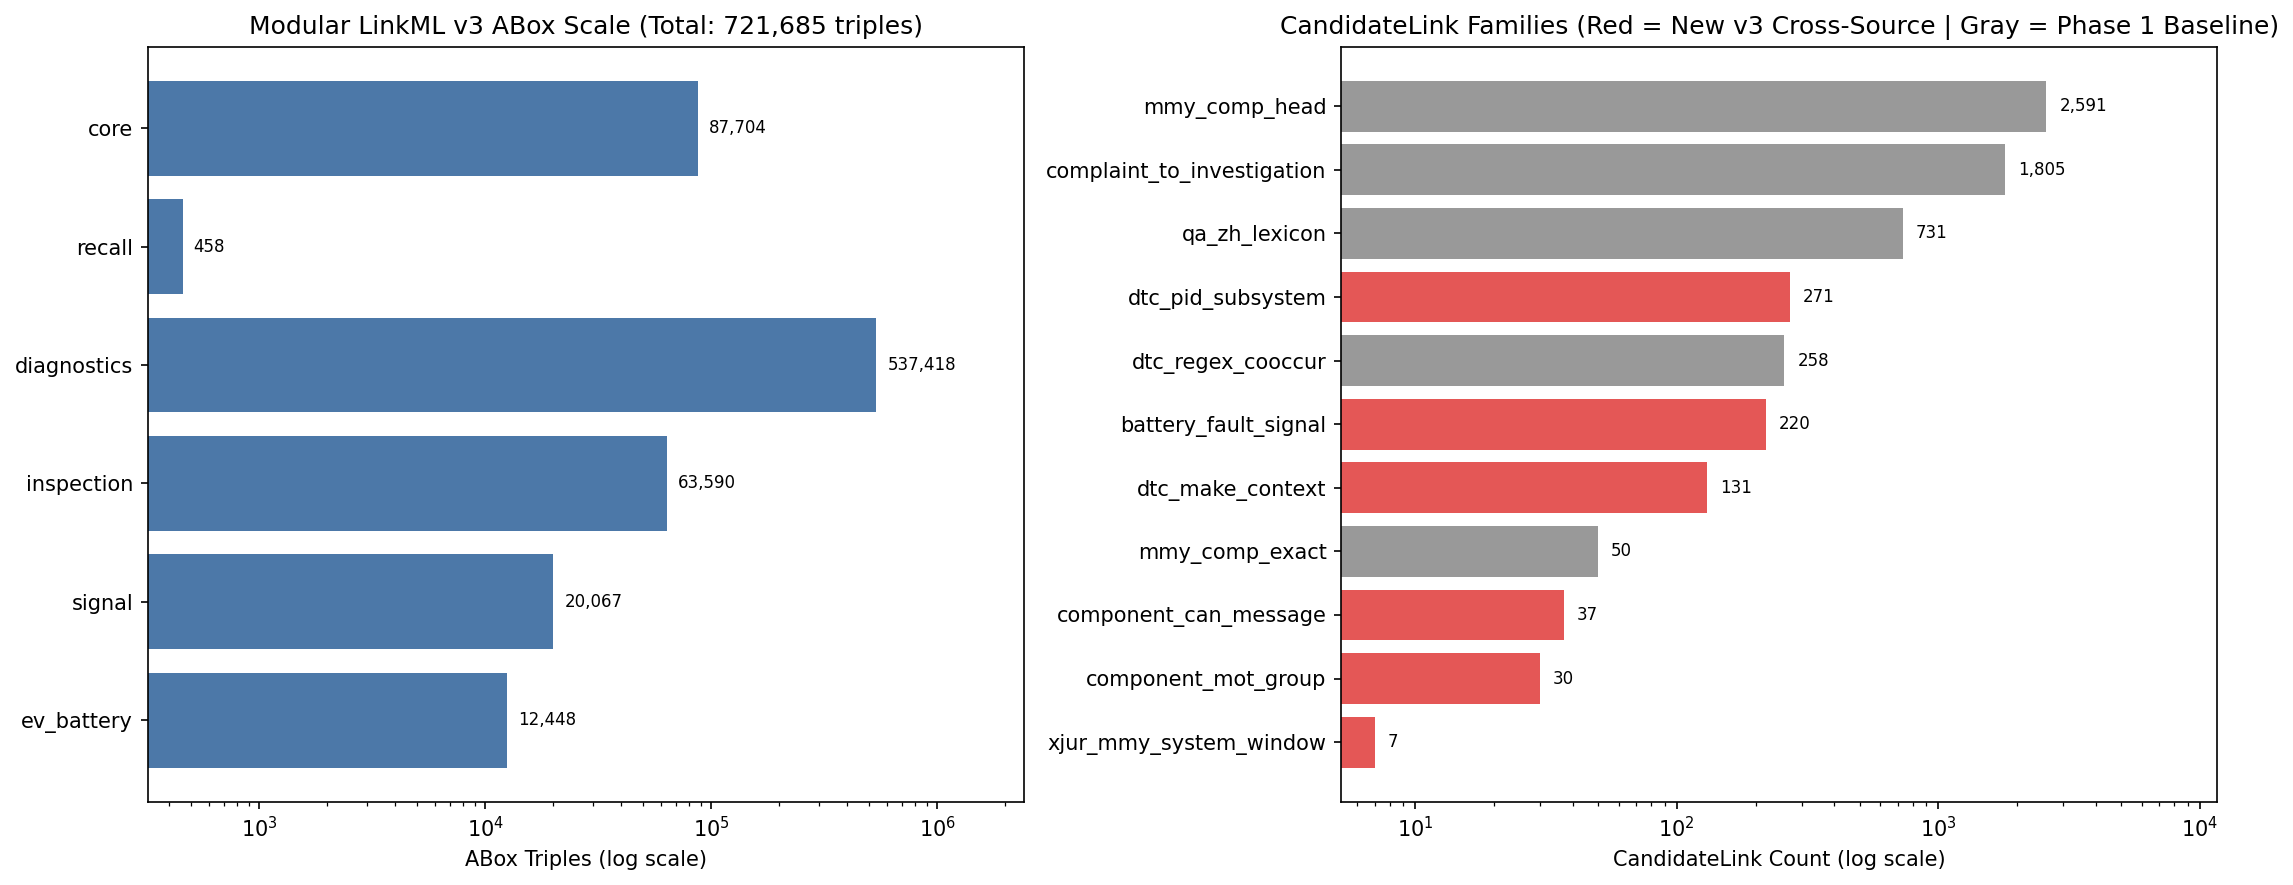 Modular LinkML v3 ABox Scale (Total: 721,685 triples)
core
87,704
recall
458
diagnostics
537,418
inspection
63,590
signal
20,067
ev_battery
12,448
10³ 10⁴ 10⁵ 10⁶
ABox Triples (log scale)
CandidateLink Families (Red = New v3 Cross-Source | Gray = Phase 1 Baseline)
mmy_comp_head
2,591
complaint_to_investigation
1,805
qa_zh_lexicon
731
dtc_pid_subsystem
271
dtc_regex_cooccur
258
battery_fault_signal
220
dtc_make_context
131
mmy_comp_exact
50
component_can_message
37
component_mot_group
30
xjur_mmy_system_window
7
10¹ 10² 10³ 10⁴
CandidateLink Count (log scale)